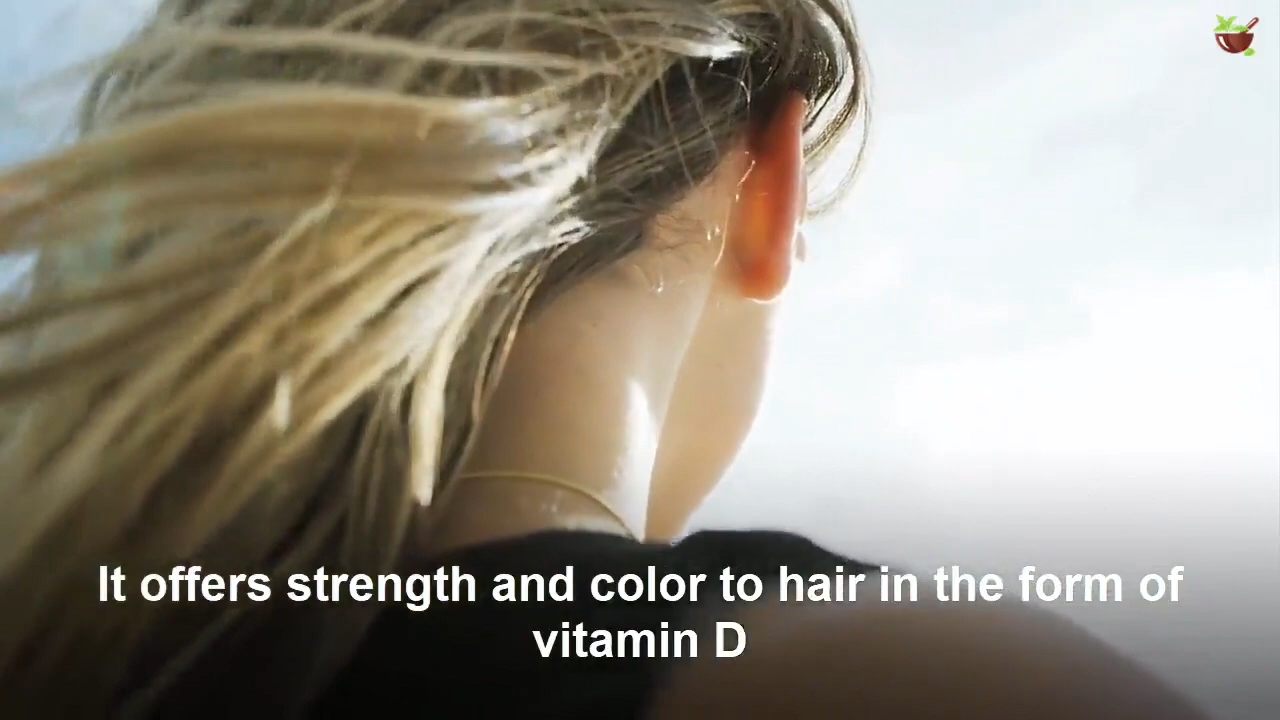 It offers strength and color to hair in the form of
vitamin D